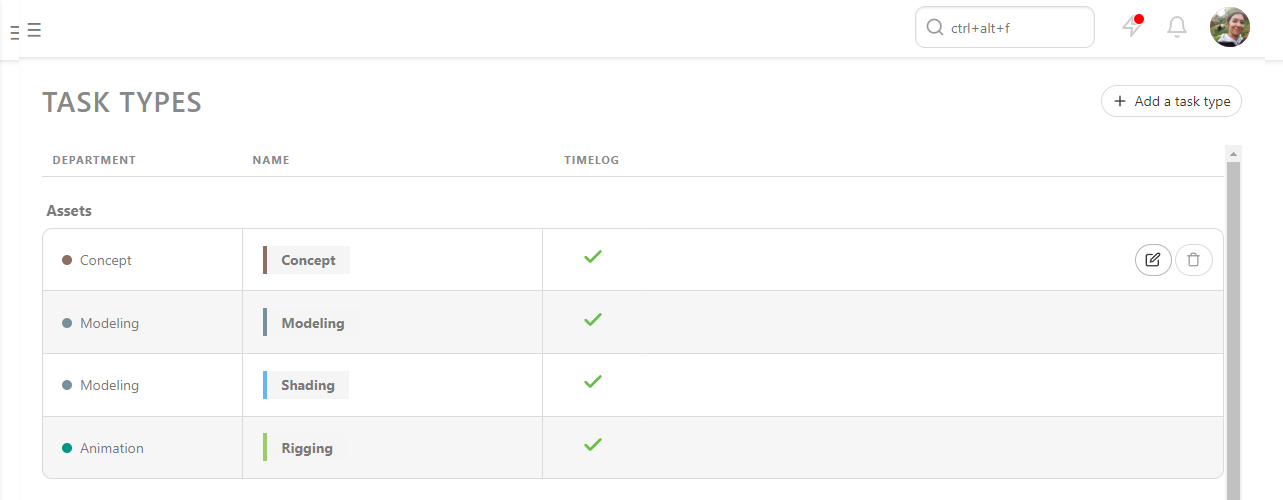 ctrl+alt+f
TASK TYPES
+ Add a task type
DEPARTMENT NAME TIMELOG
Assets
Concept Concept
Modeling Modeling
Modeling Shading
Animation Rigging